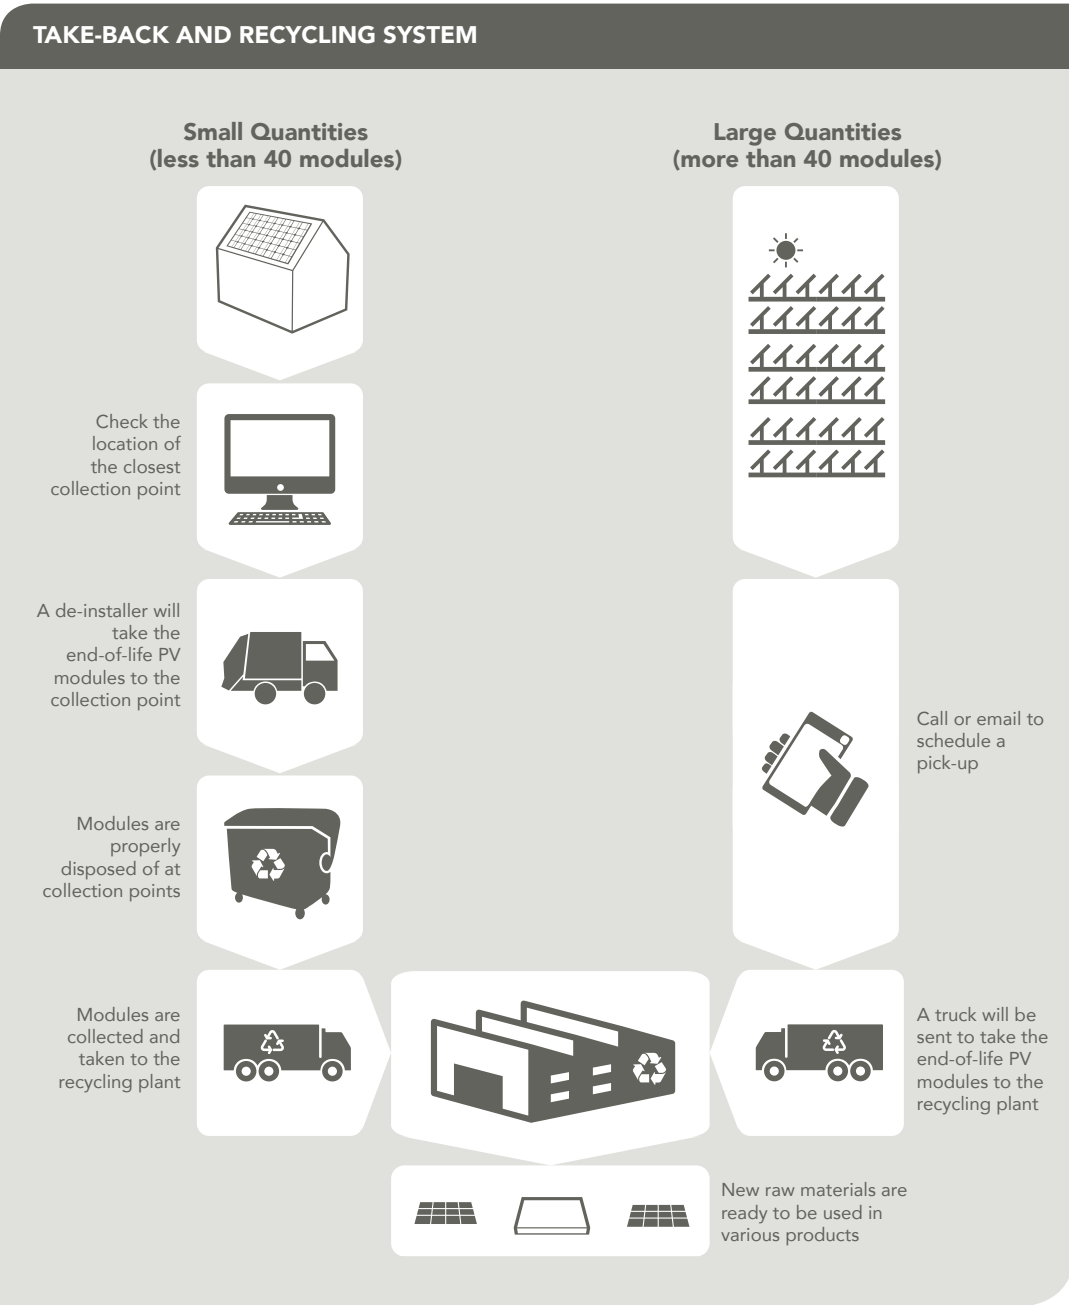 TAKE-BACK AND RECYCLING SYSTEM
Small Quantities
(less than 40 modules)
Large Quantities
(more than 40 modules)
Check the
location of
the closest
collection point
A de-installer will
take the
end-of-life PV
modules to the
collection point
Call or email to
schedule a
pick-up
Modules are
properly
disposed of at
collection points
Modules are
collected and
taken to the
recycling plant
A truck will be
sent to take the
end-of-life PV
modules to the
recycling plant
New raw materials are
ready to be used in
various products